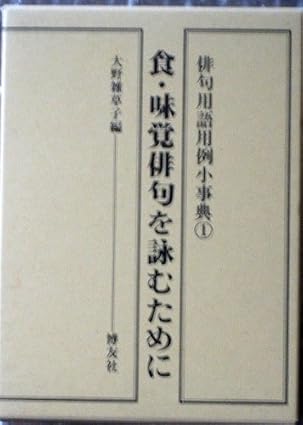 俳句用語用例小事典①
食・味覚俳句を詠むために
大野雑草子編
博友社